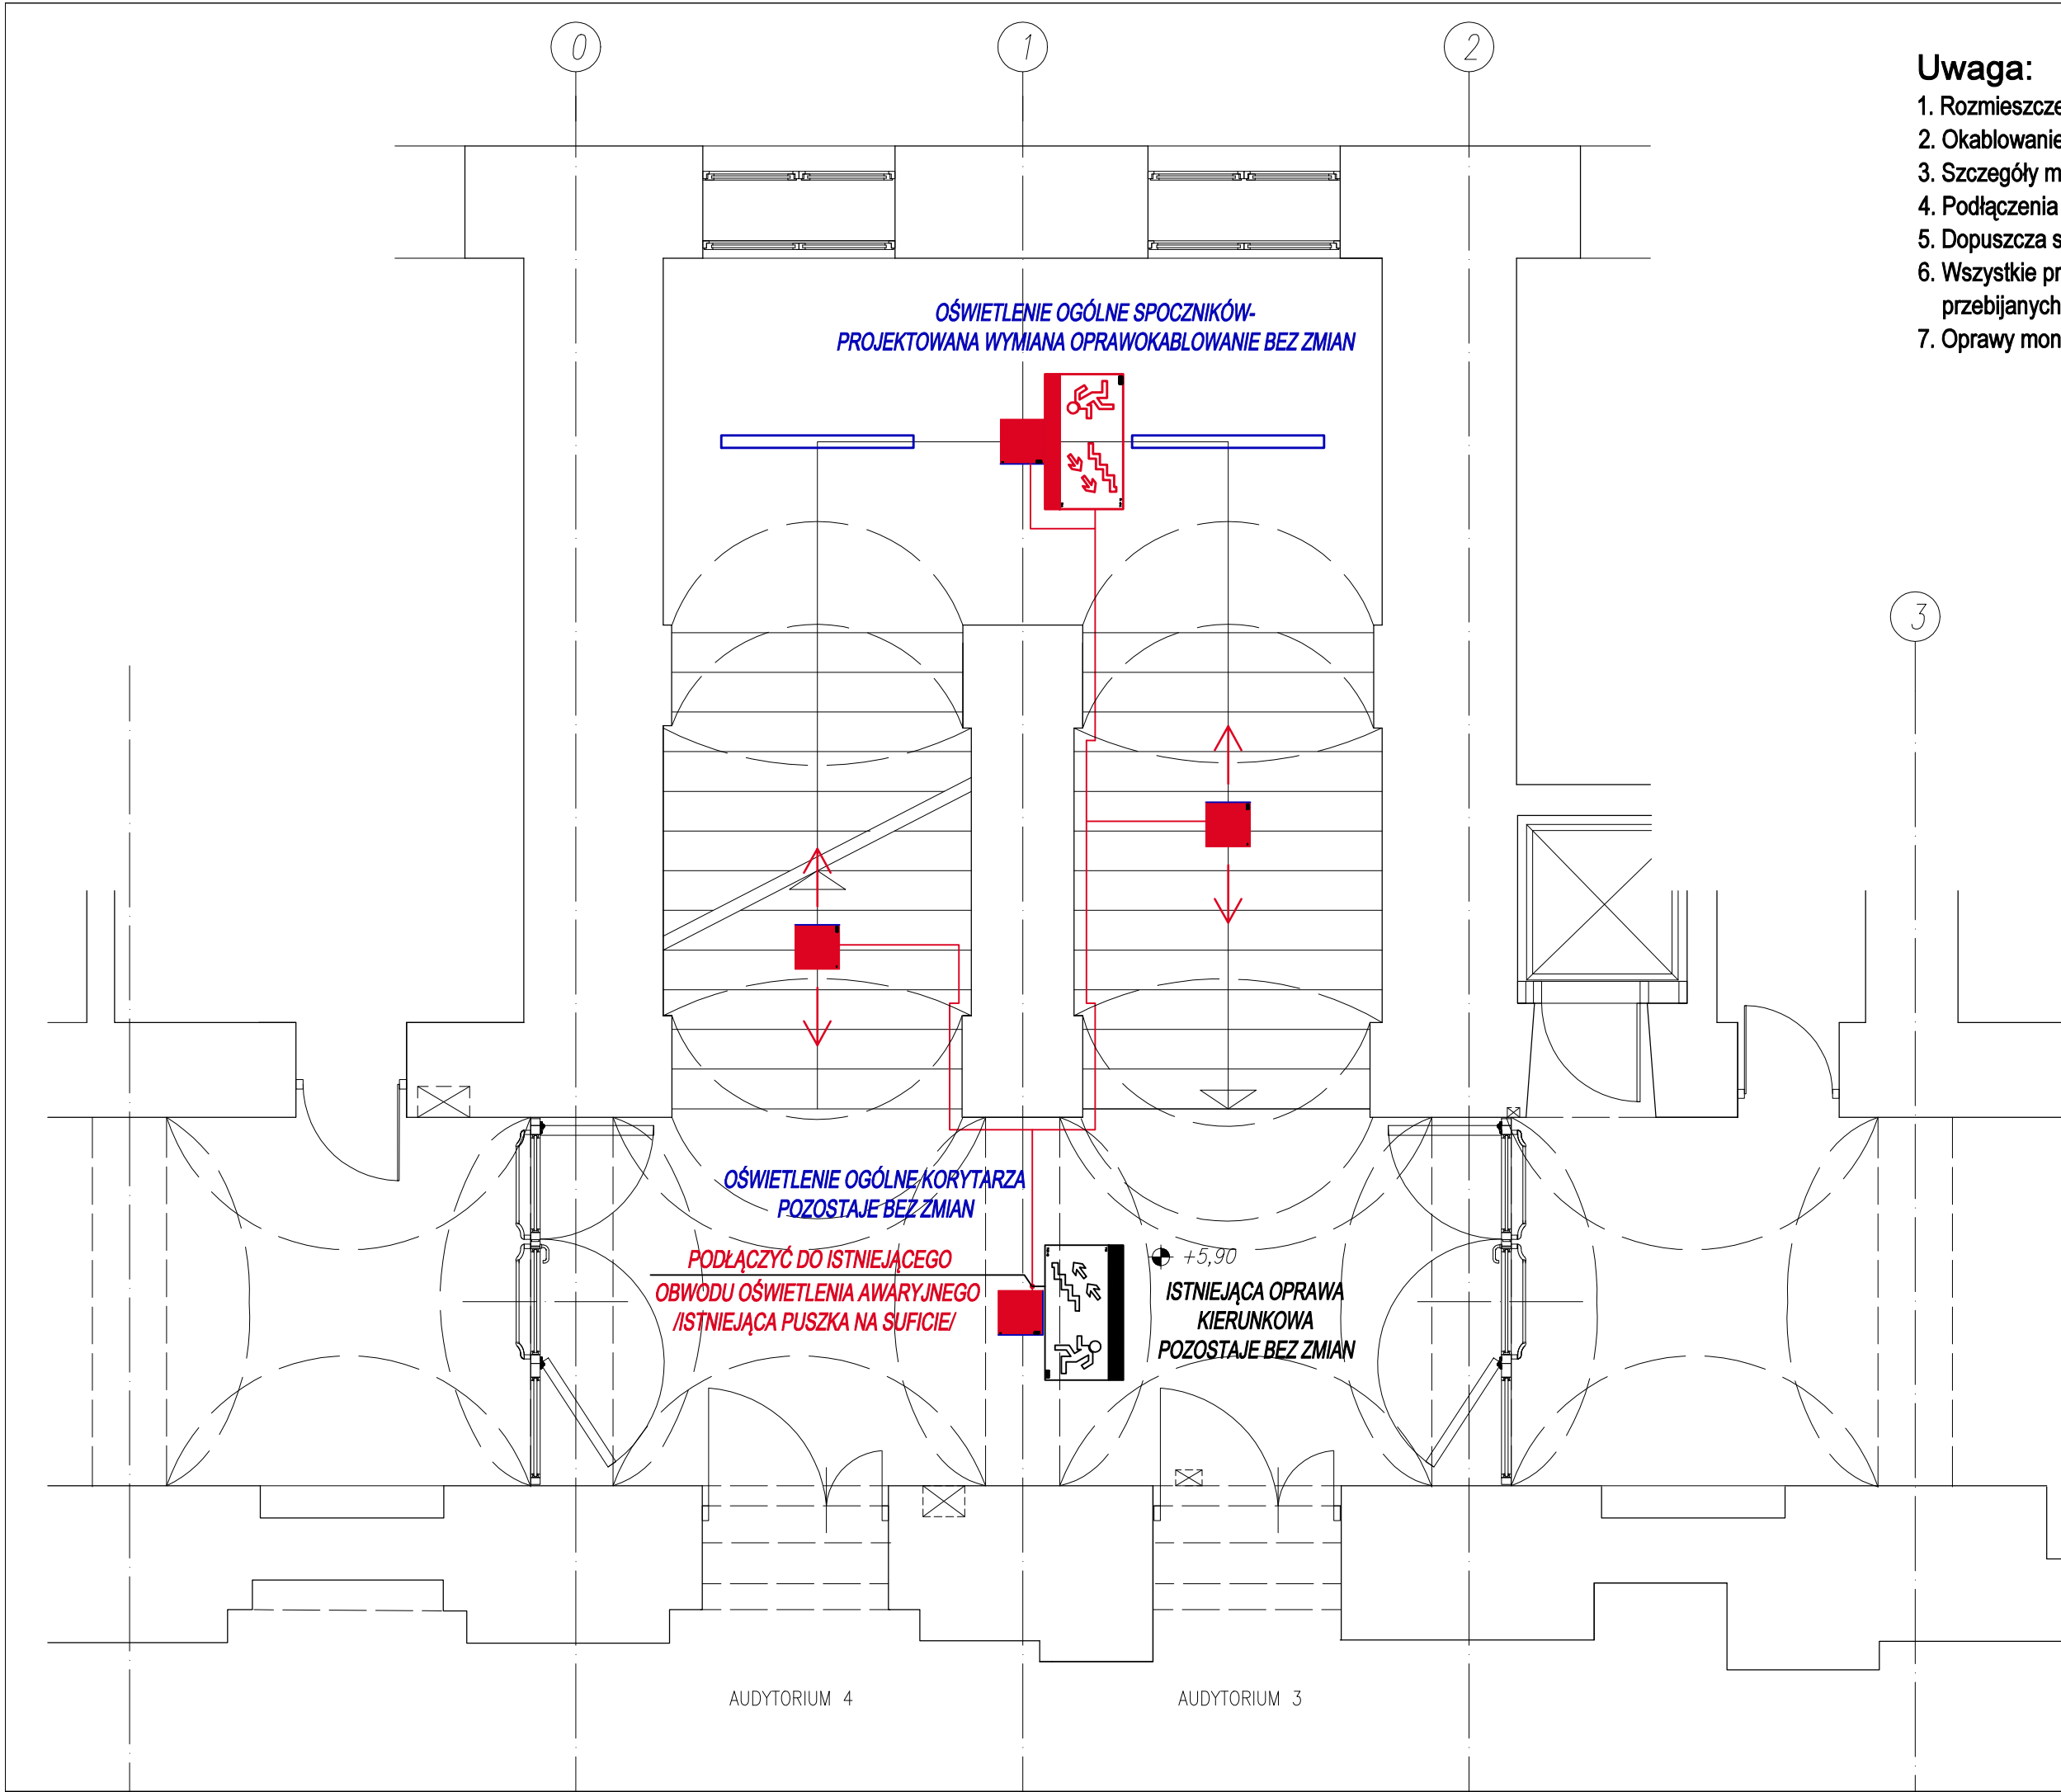 0
1
2
Uwaga:
1. Rozmieszcze
2. Okablowanie
3. Szczegóły m
4. Podłączenia
5. Dopuszcza s
6. Wszystkie pr
przebijanych
7. Oprawy mon
OŚWIETLENIE OGÓLNE SPOCZNIKÓW-
PROJEKTOWANA WYMIANA OPRAWOKABLOWANIE BEZ ZMIAN
3
OŚWIETLENIE OGÓLNE KORYTARZA
POZOSTAJE BEZ ZMIAN
PODŁĄCZYĆ DO ISTNIEJĄCEGO
OBWODU OŚWIETLENIA AWARYJNEGO
/ISTNIEJĄCA PUSZKA NA SUFICIE/
+5,90
ISTNIEJĄCA OPRAWA
KIERUNKOWA
POZOSTAJE BEZ ZMIAN
AUDYTORIUM 4
AUDYTORIUM 3